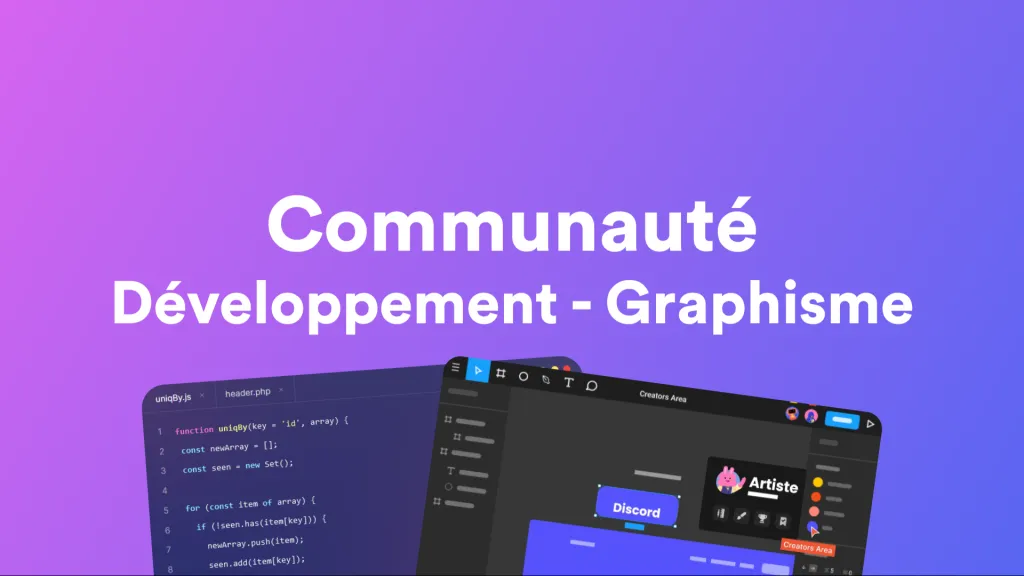 Communauté
Développement - Graphisme
uniqBy.js ×
header.php ×
1 function uniqBy(key = 'id', array) {
2 const newArray = [];
3 const seen = new Set();
4
5 for (const item of array) {
6 if (!seen.has(item[key])) {
7 newArray.push(item);
8 seen.add(item[key]);
Creators Area
Artiste
Discord
Creators Area
5
6